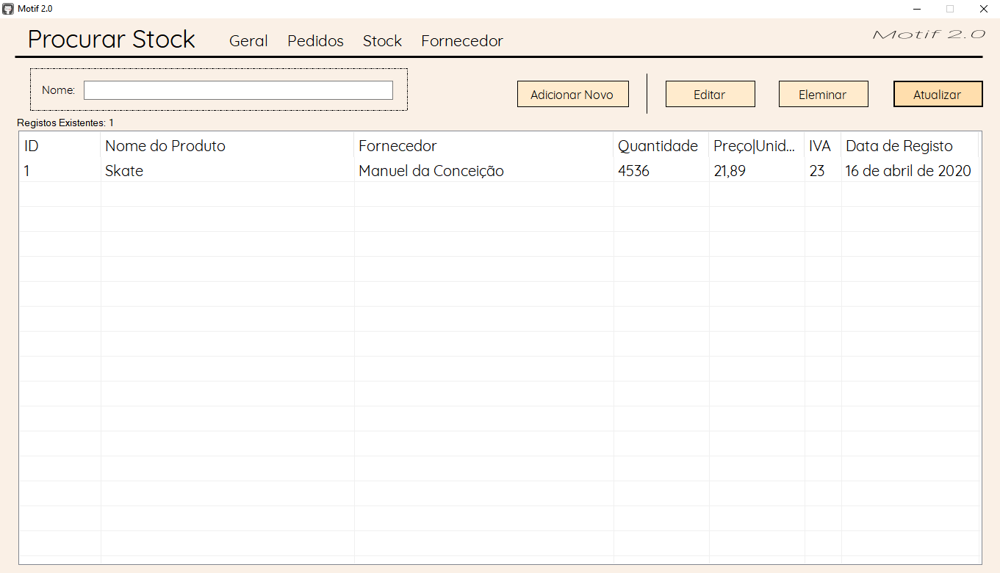 Motif 2.0
Procurar Stock Geral Pedidos Stock Fornecedor Motif 2.0
Nome: Adicionar Novo Editar Eleminar Atualizar
Registos Existentes: 1
ID Nome do Produto Fornecedor Quantidade Preço|Unid... IVA Data de Registo
1 Skate Manuel da Conceição 4536 21,89 23 16 de abril de 2020